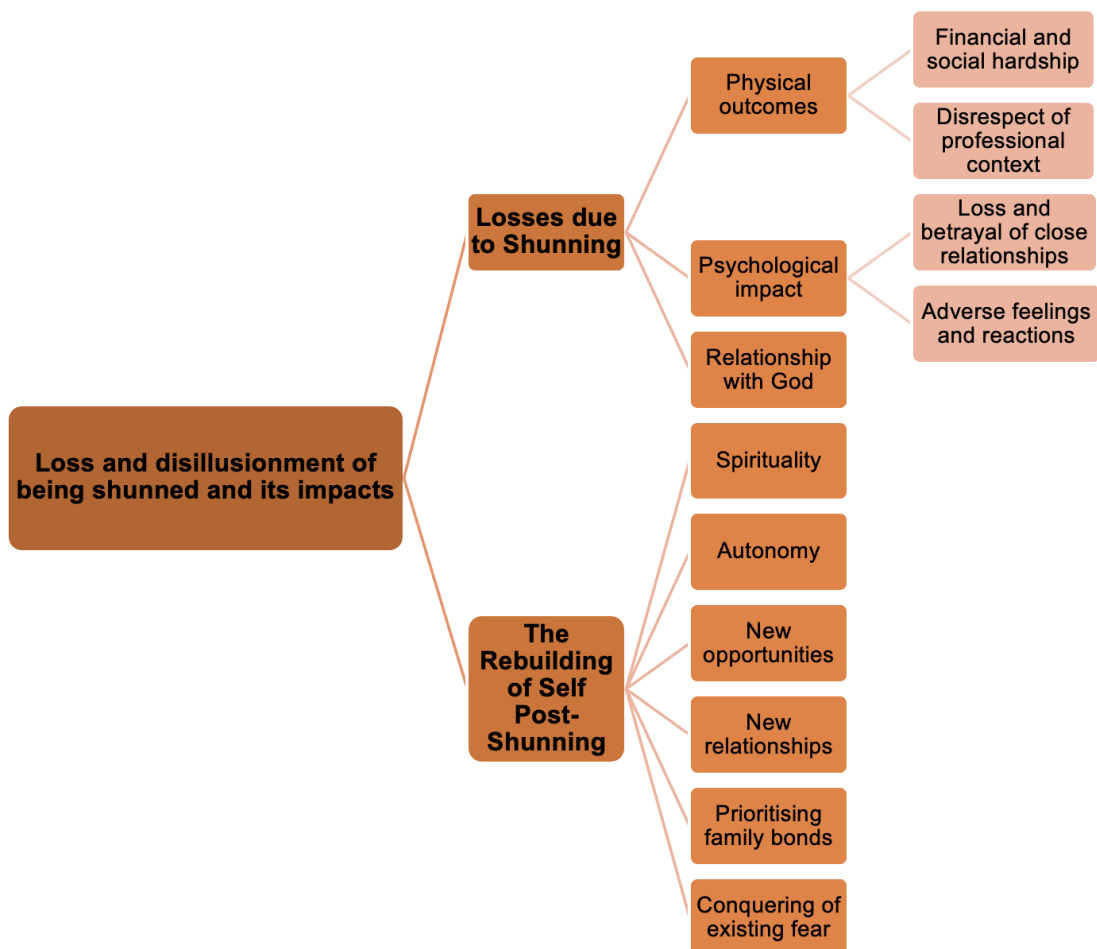 Loss and disillusionment of
being shunned and its impacts
Losses due
to Shunning
Physical
outcomes
Financial and
social hardship
Disrespect of
professional
context
Psychological
impact
Loss and
betrayal of close
relationships
Adverse feelings
and reactions
Relationship
with God
The
Rebuilding
of Self
Post-
Shunning
Spirituality
Autonomy
New
opportunities
New
relationships
Prioritising
family bonds
Conquering of
existing fear